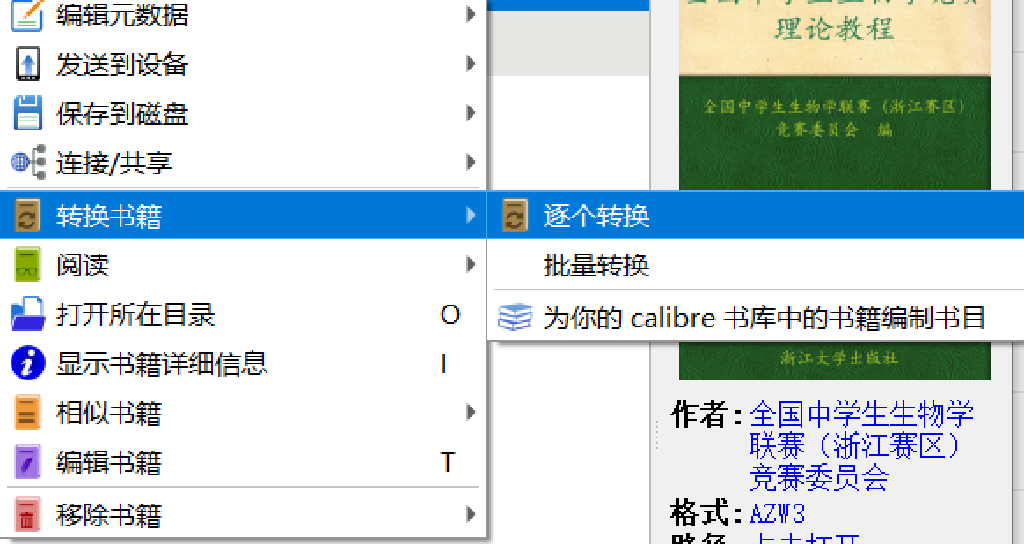 编辑元数据
发送到设备
保存到磁盘
连接/共享
转换书籍
阅读
打开所在目录 O
显示书籍详细信息 I
相似书籍
编辑书籍 T
移除书籍
逐个转换
批量转换
为你的 calibre 书库中的书籍编制书目
理论教程
全国中学生生物学联赛（浙江赛区）
竞赛委员会 编
浙江大学出版社
作者: 全国中学生生物学
联赛（浙江赛区）
竞赛委员会
格式: AZW3
路径: 点击打开